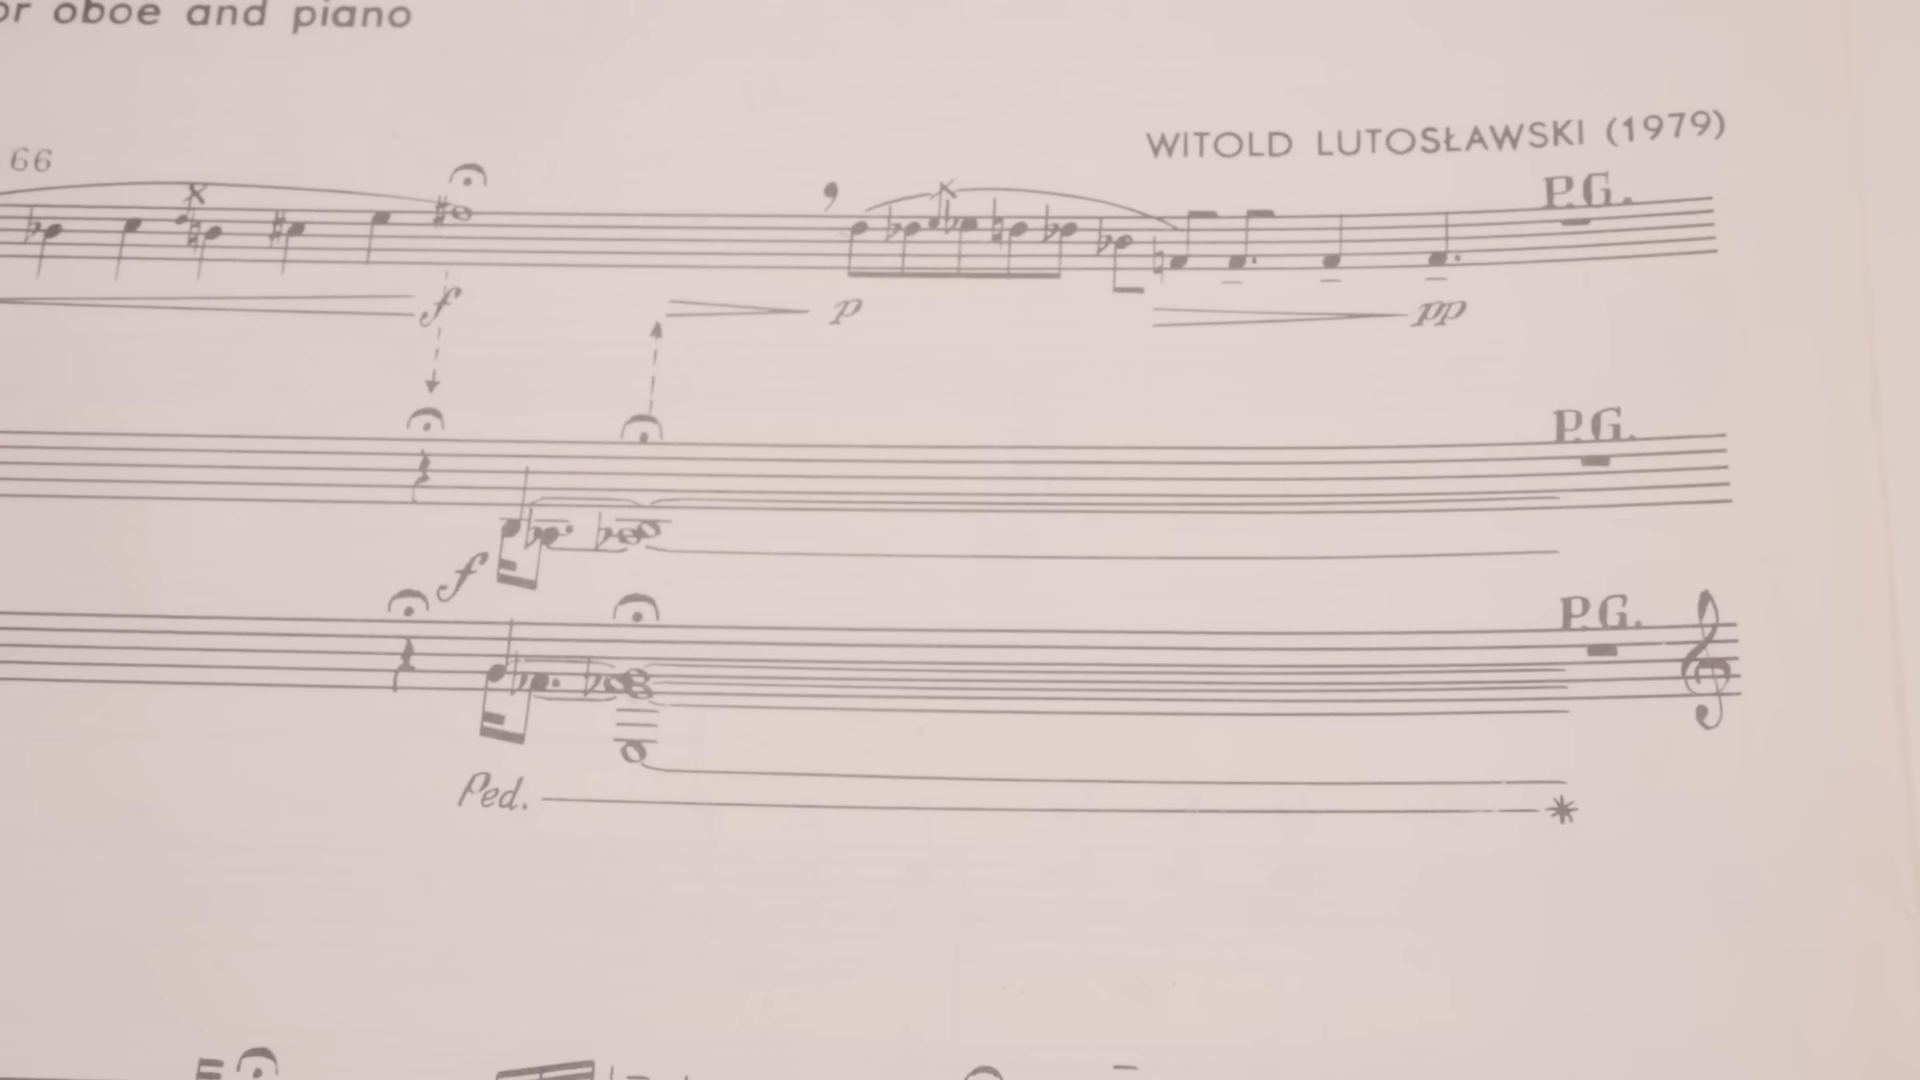 or oboe and piano
WITOLD LUTOSŁAWSKI (1979)
66
P.G.
f
p
pp
P.G.
f
P.G.
Ped.